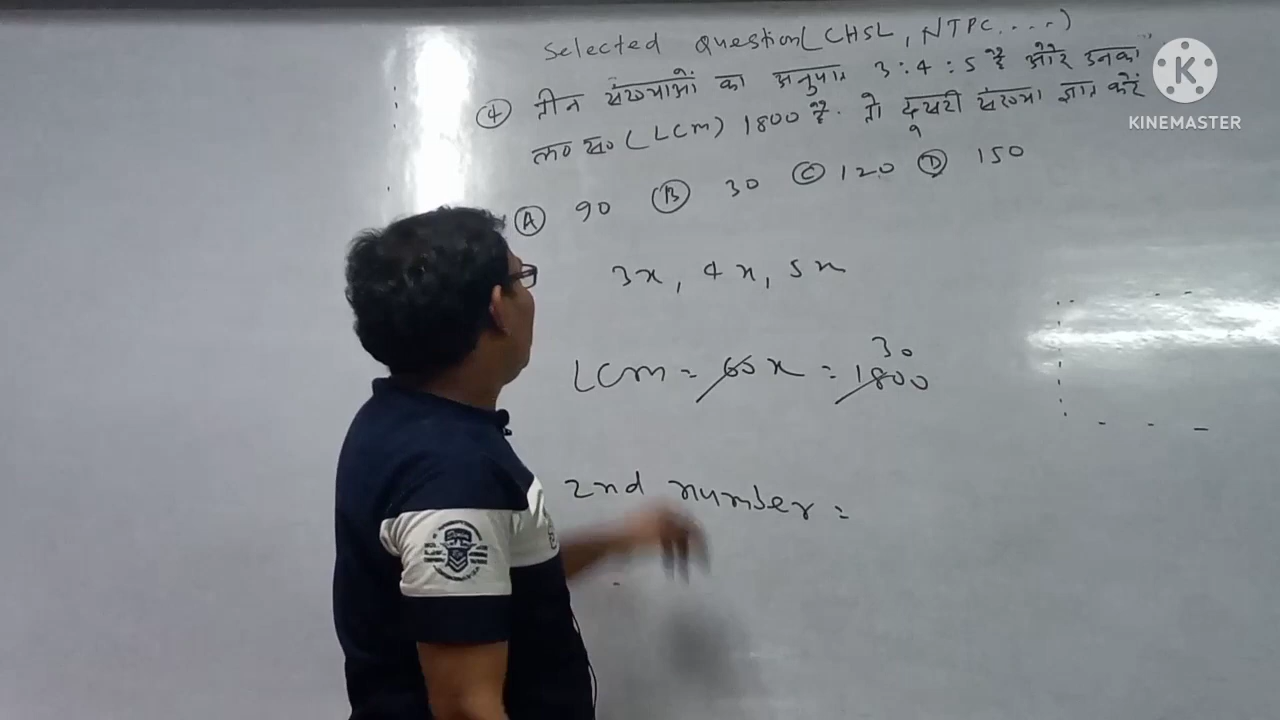 Selected Question (CHSL, NTPC, ....)
④ तीन संख्याओं का अनुपात 3:4:5 है और उनका
ल० स० (LCM) 1800 है. तो दूसरी संख्या ज्ञात करें
Ⓐ 90 Ⓑ 30 Ⓒ 120 Ⓓ 150
3x, 4x, 5x
30
LCM = 60x = 1800
2nd number =
KINEMASTER